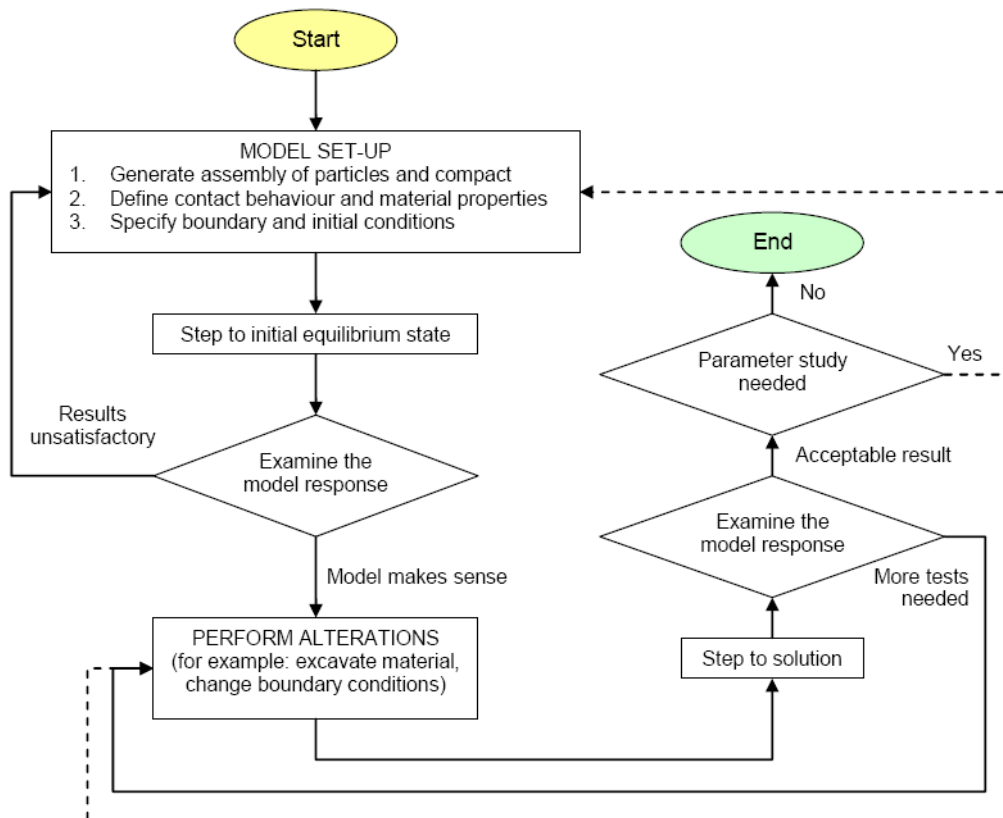 Start
MODEL SET-UP
1. Generate assembly of particles and compact
2. Define contact behaviour and material properties
3. Specify boundary and initial conditions
End
No
Step to initial equilibrium state
Parameter study
needed
Yes
Results
unsatisfactory
Examine the
model response
Acceptable result
Examine the
model response
Model makes sense
More tests
needed
PERFORM ALTERATIONS
(for example: excavate material,
change boundary conditions)
Step to solution